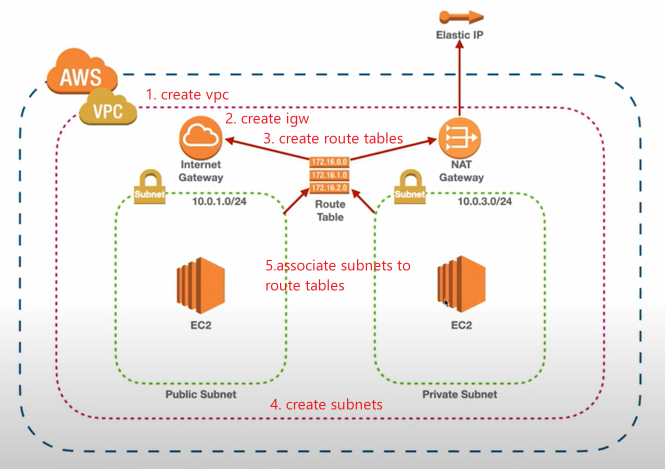 Elastic IP
AWS
1. create vpc
VPC
2. create igw
3. create route tables
Internet
Gateway
172.16.0.0
172.16.1.0
172.16.2.0
Route
Table
NAT
Gateway
Subnet
10.0.1.0/24
Subnet
10.0.3.0/24
5.associate subnets to
route tables
EC2
EC2
Public Subnet
Private Subnet
4. create subnets